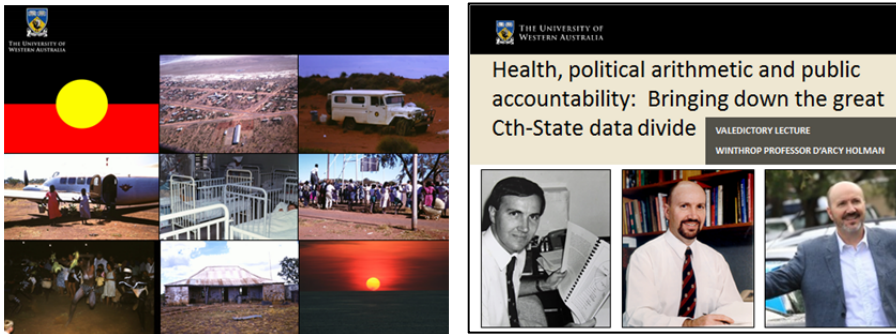 THE UNIVERSITY OF
WESTERN AUSTRALIA
THE UNIVERSITY OF
WESTERN AUSTRALIA
Health, political arithmetic and public
accountability: Bringing down the great
Cth-State data divide
VALEDICTORY LECTURE
WINTHROP PROFESSOR D'ARCY HOLMAN